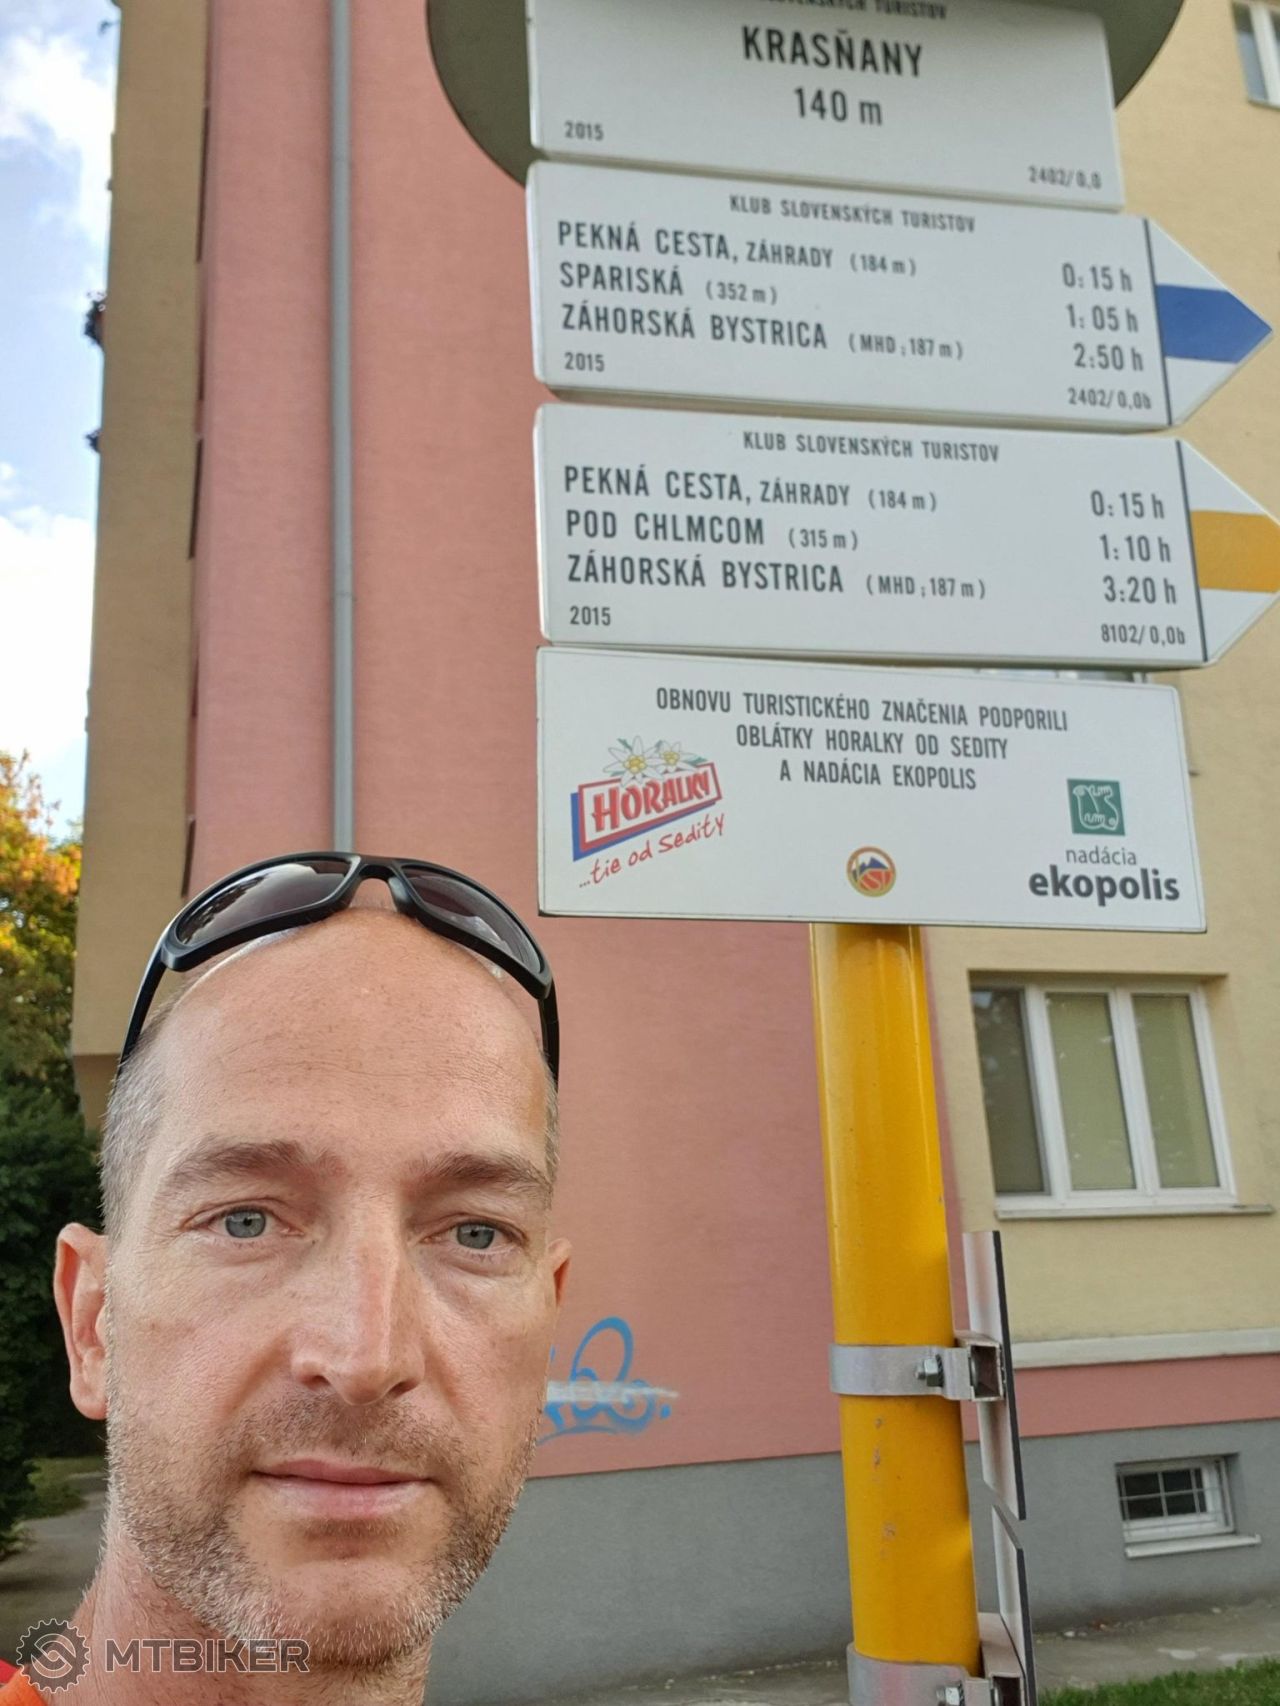 SLOVENSKÝCH TURISTOV
KRASŇANY
140 m
2015
2402/0,0
KLUB SLOVENSKÝCH TURISTOV
PEKNÁ CESTA, ZÁHRADY (184 m) 0:15 h
SPARISKÁ (352 m) 1:05 h
ZÁHORSKÁ BYSTRICA (MHD ; 187 m) 2:50 h
2015
2402/0,0b
KLUB SLOVENSKÝCH TURISTOV
PEKNÁ CESTA, ZÁHRADY (184 m) 0:15 h
POD CHLMCOM (315 m) 1:10 h
ZÁHORSKÁ BYSTRICA (MHD ; 187 m) 3:20 h
2015
8102/0,0b
OBNOVU TURISTICKÉHO ZNAČENIA PODPORILI
OBLÁTKY HORALKY OD SEDITY
A NADÁCIA EKOPOLIS
HORALKY
...tie od Sedity
KST
nadácia
ekopolis
MTBIKER